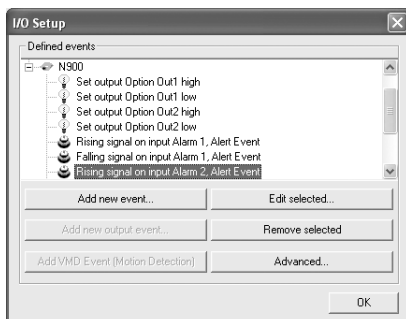 I/O Setup
Defined events
N900
Set output Option Out1 high
Set output Option Out1 low
Set output Option Out2 high
Set output Option Out2 low
Rising signal on input Alarm 1, Alert Event
Falling signal on input Alarm 1, Alert Event
Rising signal on input Alarm 2, Alert Event
Add new event... Edit selected...
Add new output event... Remove selected
Add VMD Event (Motion Detection) Advanced...
OK